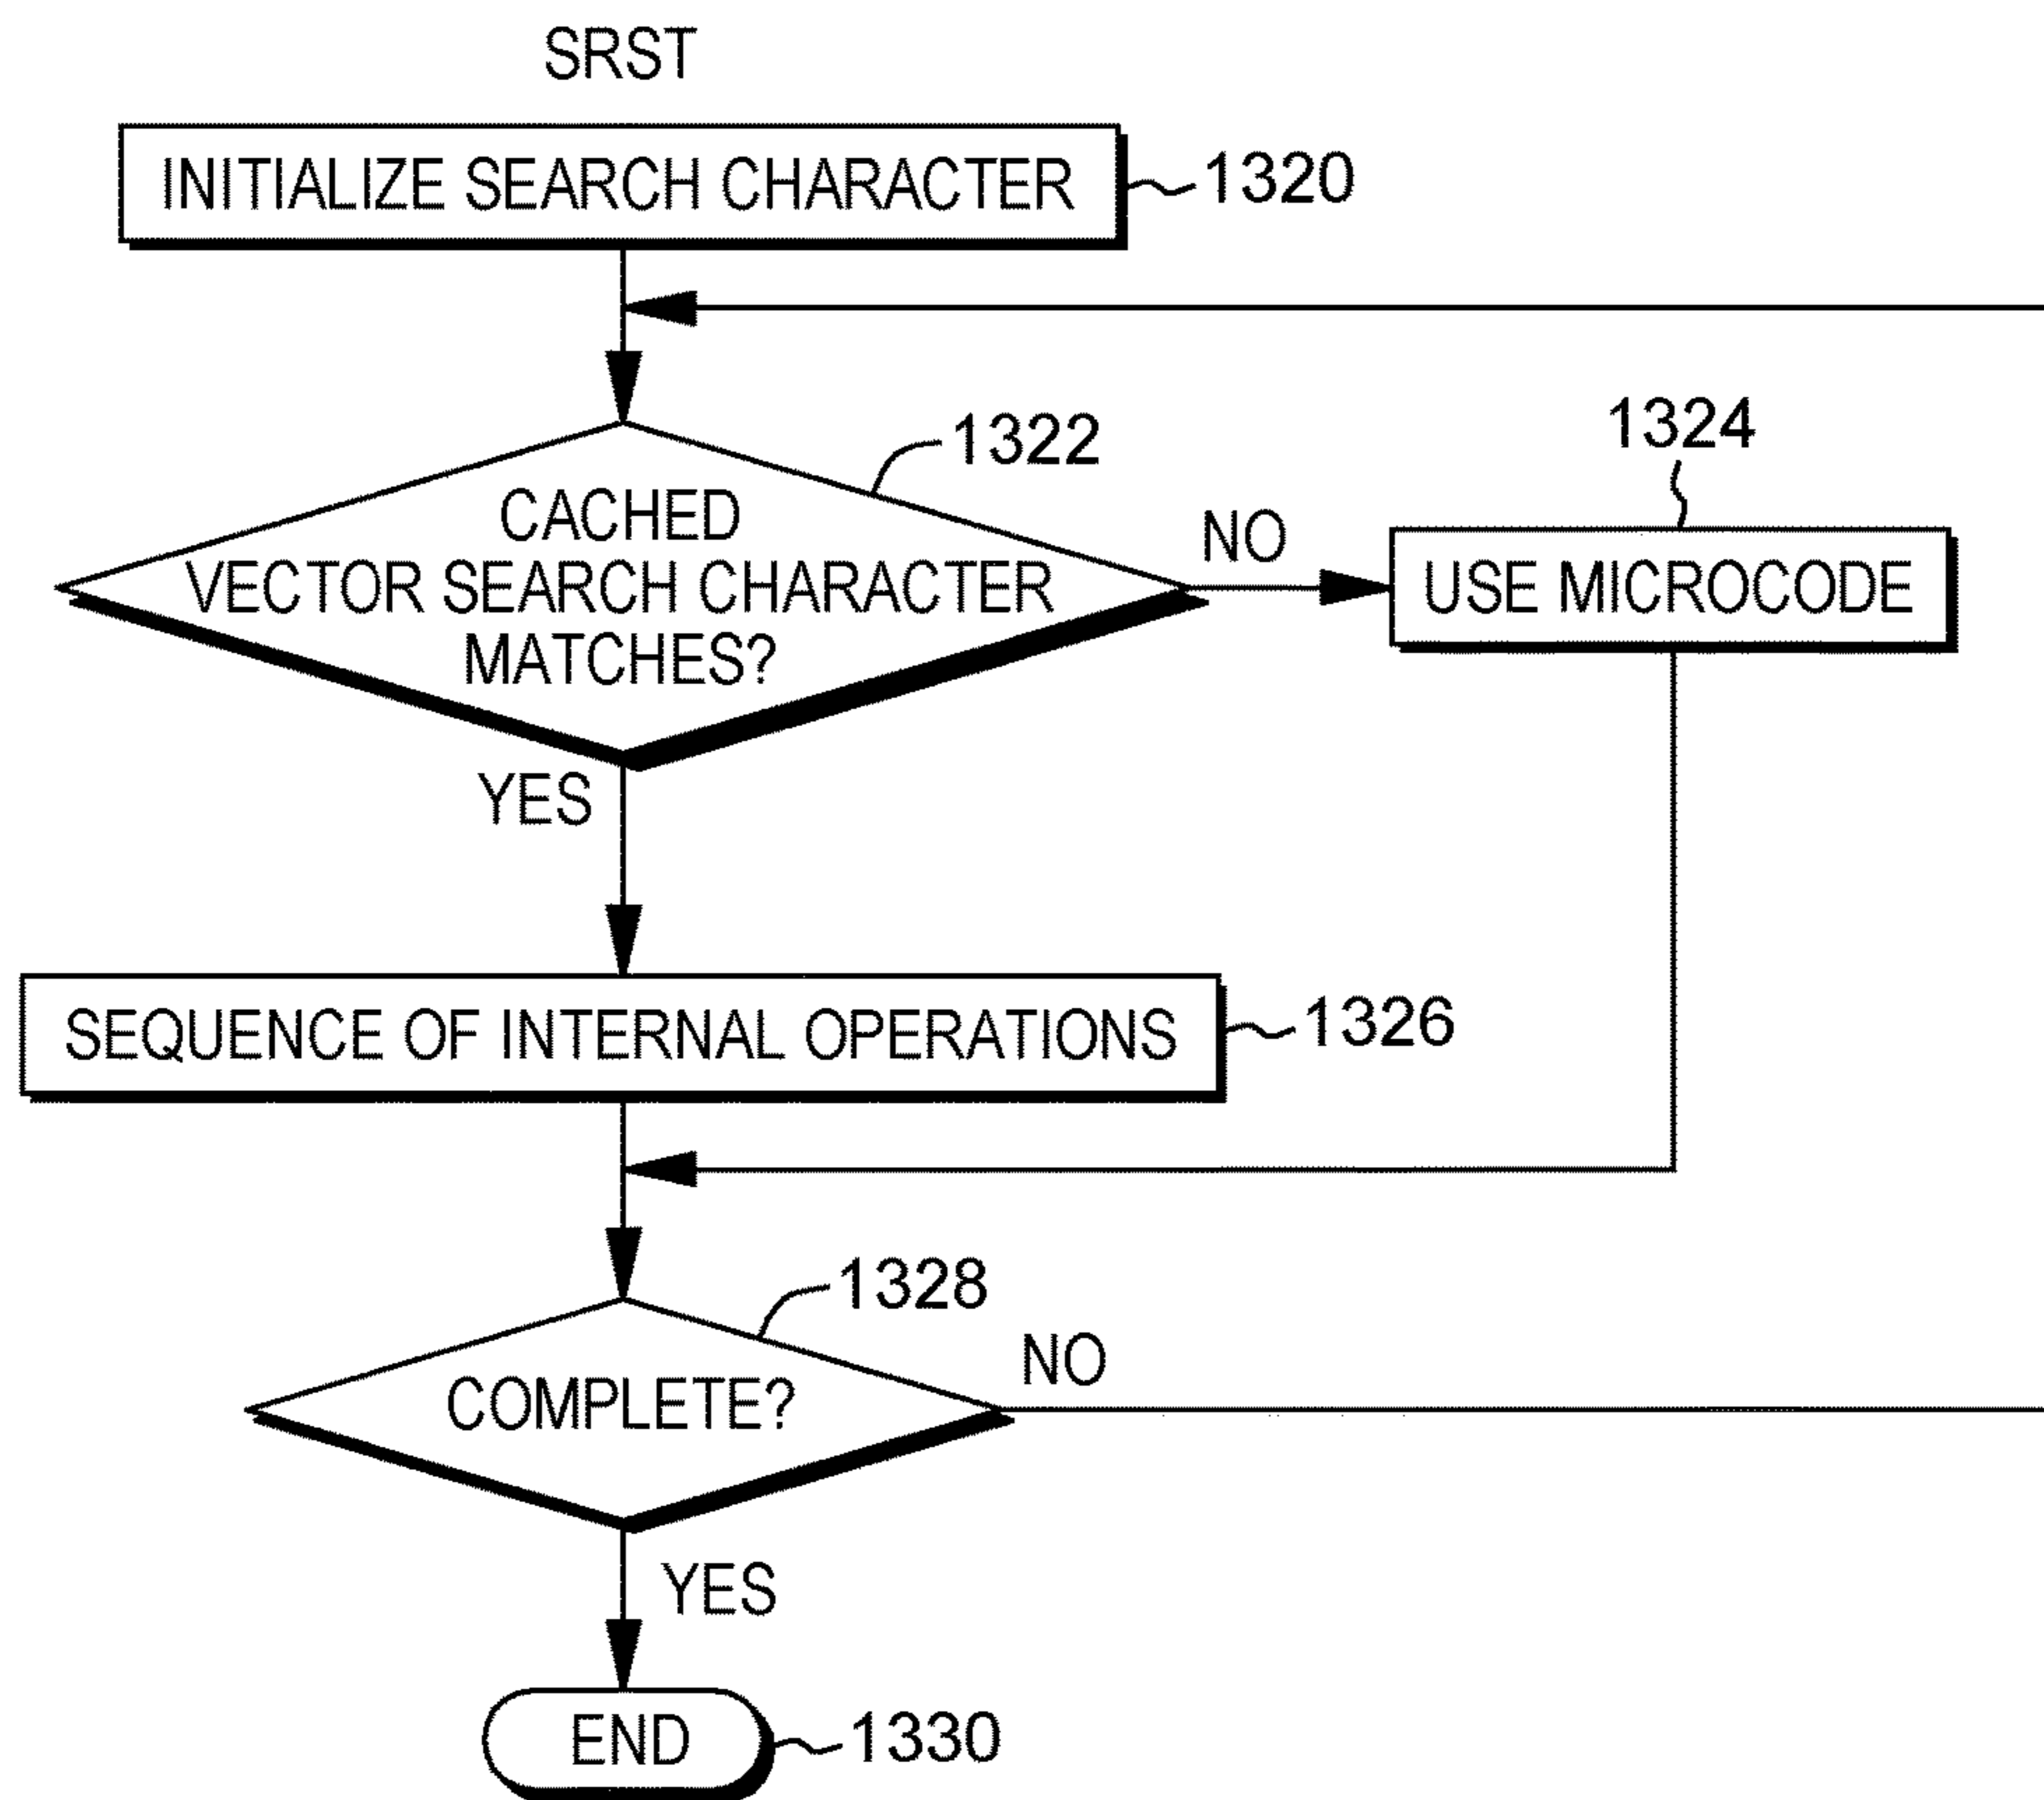 SRST
INITIALIZE SEARCH CHARACTER
1320
1322
1324
CACHED
VECTOR SEARCH CHARACTER
MATCHES?
NO
USE MICROCODE
YES
SEQUENCE OF INTERNAL OPERATIONS
1326
1328
NO
COMPLETE?
YES
END
1330